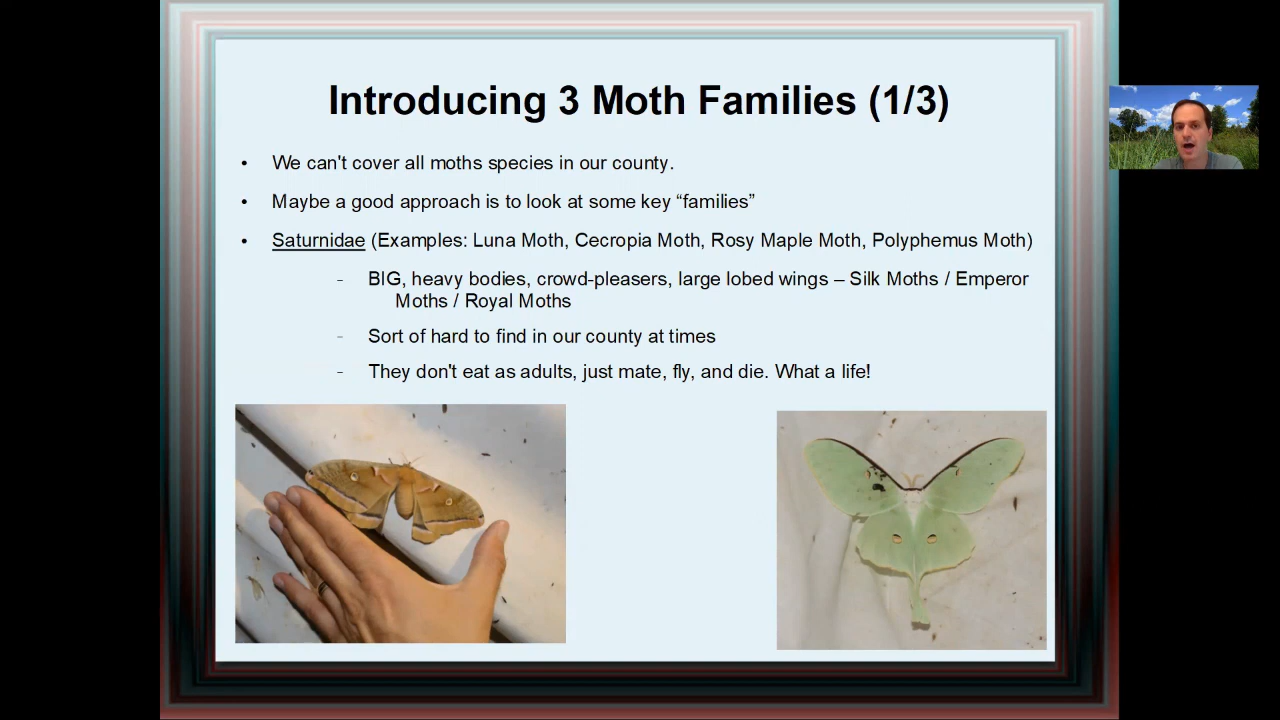 Introducing 3 Moth Families (1/3)
• We can't cover all moths species in our county.
• Maybe a good approach is to look at some key “families”
• Saturnidae (Examples: Luna Moth, Cecropia Moth, Rosy Maple Moth, Polyphemus Moth)
– BIG, heavy bodies, crowd-pleasers, large lobed wings – Silk Moths / Emperor
Moths / Royal Moths
– Sort of hard to find in our county at times
– They don't eat as adults, just mate, fly, and die. What a life!